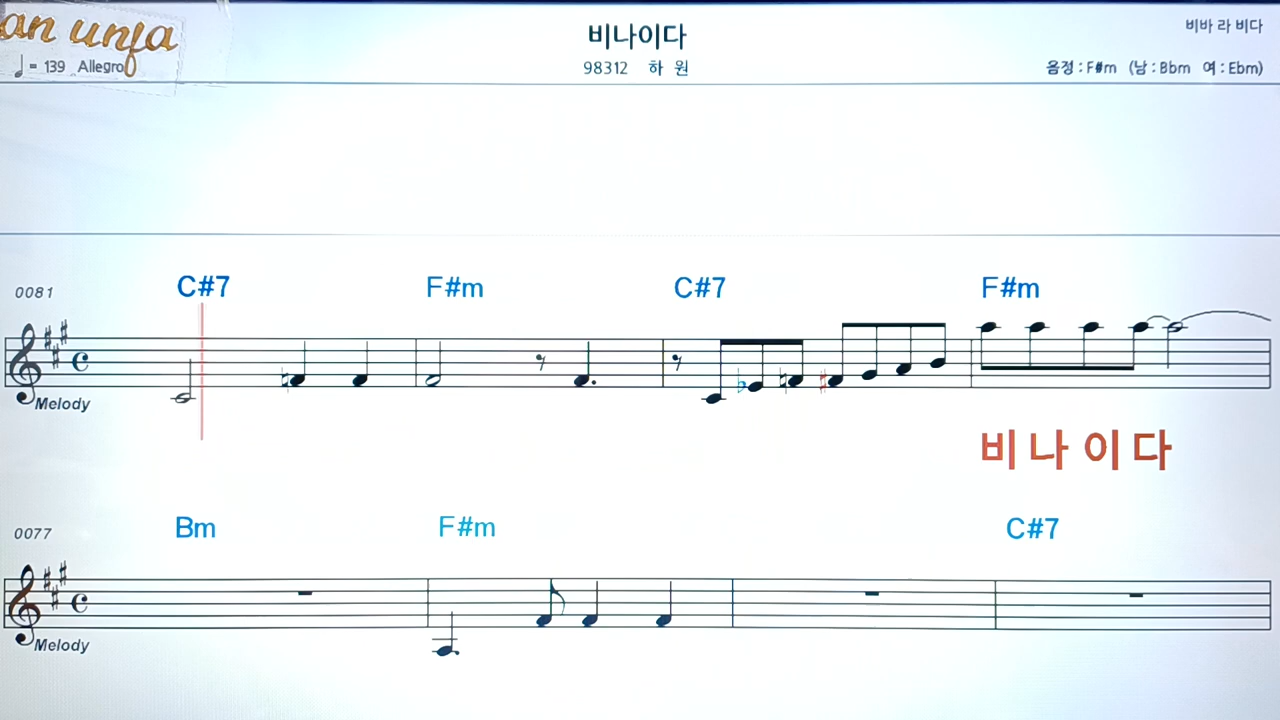 an unfa
비나이다
비바 라 비다
♩ = 139 Allegro
98312 하 원
음정 : F#m (남 : Bbm 여 : Ebm)
C#7 F#m C#7 F#m
0081
Melody
비 나 이 다
Bm F#m C#7
0077
Melody